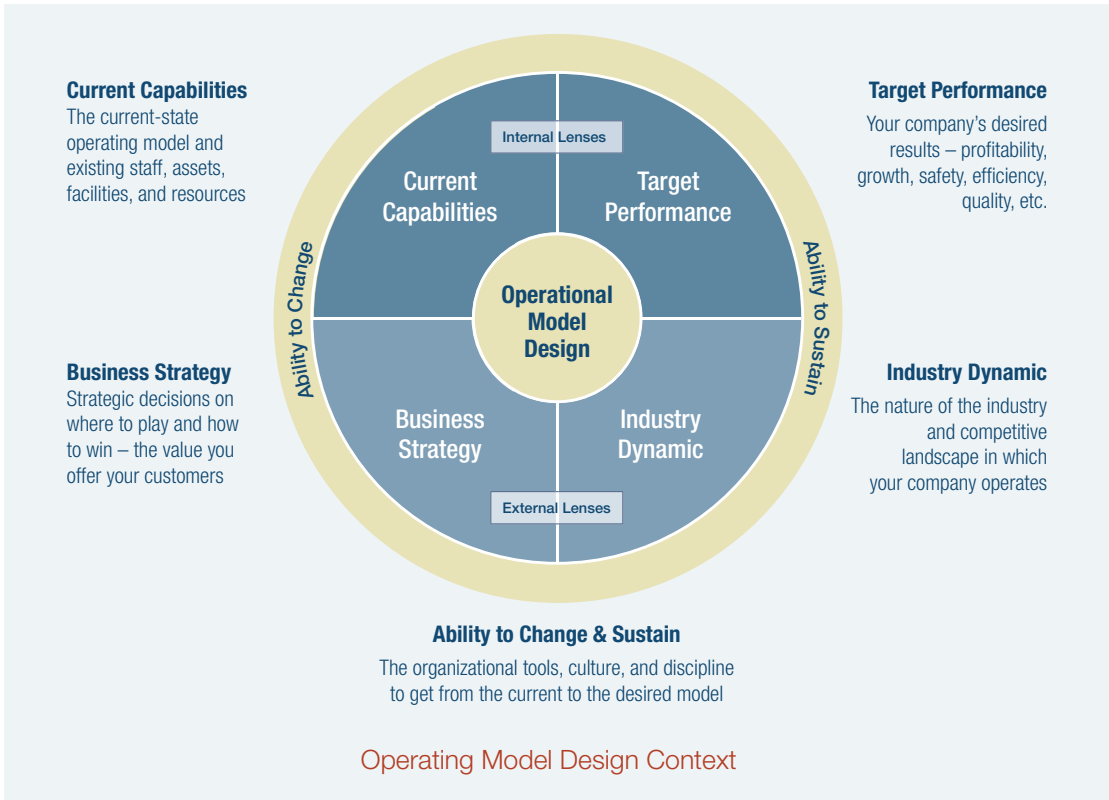 Current Capabilities
The current-state
operating model and
existing staff, assets,
facilities, and resources
Target Performance
Your company's desired
results – profitability,
growth, safety, efficiency,
quality, etc.
Internal Lenses
Current
Capabilities
Target
Performance
Ability to Change
Operational
Model
Design
Ability to Sustain
Business Strategy
Strategic decisions on
where to play and how
to win – the value you
offer your customers
Business
Strategy
Industry
Dynamic
External Lenses
Industry Dynamic
The nature of the industry
and competitive
landscape in which
your company operates
Ability to Change & Sustain
The organizational tools, culture, and discipline
to get from the current to the desired model
Operating Model Design Context